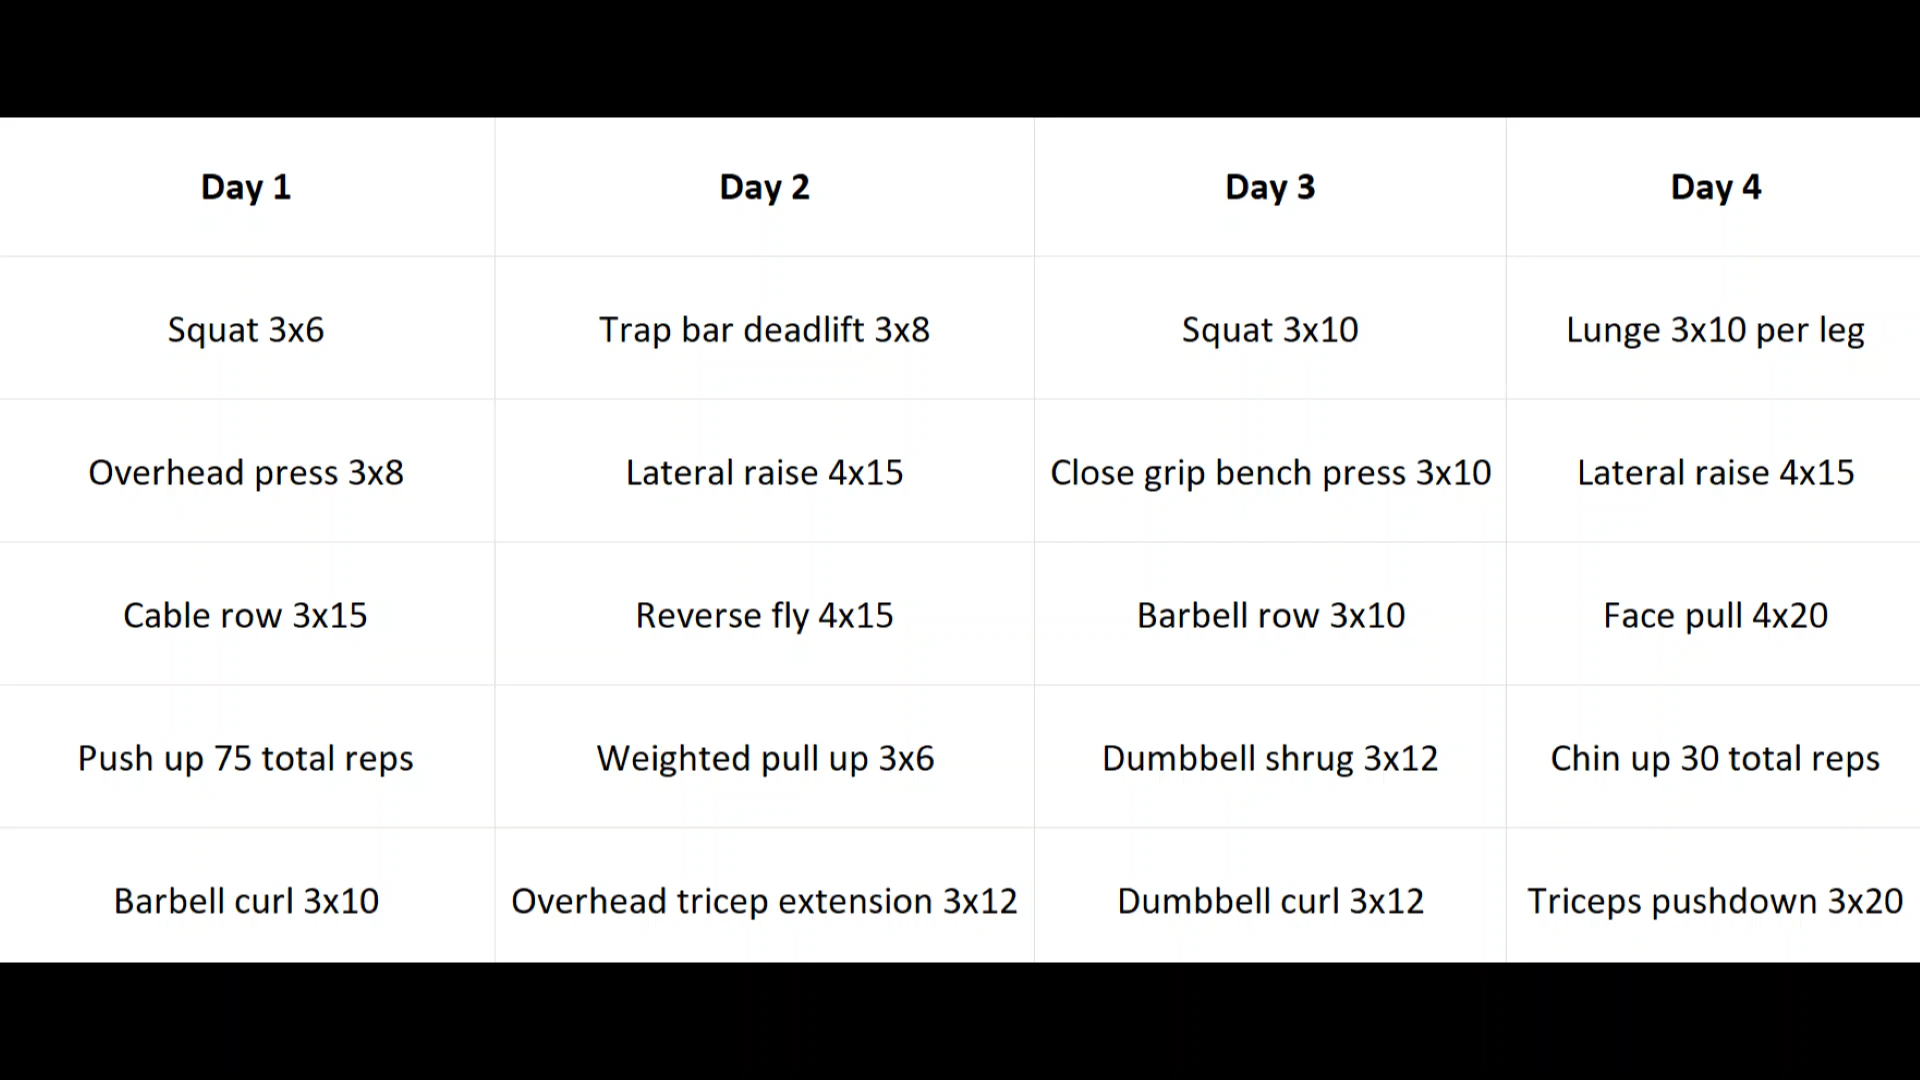 Day 1 Day 2 Day 3 Day 4
Squat 3x6 Trap bar deadlift 3x8 Squat 3x10 Lunge 3x10 per leg
Overhead press 3x8 Lateral raise 4x15 Close grip bench press 3x10 Lateral raise 4x15
Cable row 3x15 Reverse fly 4x15 Barbell row 3x10 Face pull 4x20
Push up 75 total reps Weighted pull up 3x6 Dumbbell shrug 3x12 Chin up 30 total reps
Barbell curl 3x10 Overhead tricep extension 3x12 Dumbbell curl 3x12 Triceps pushdown 3x20